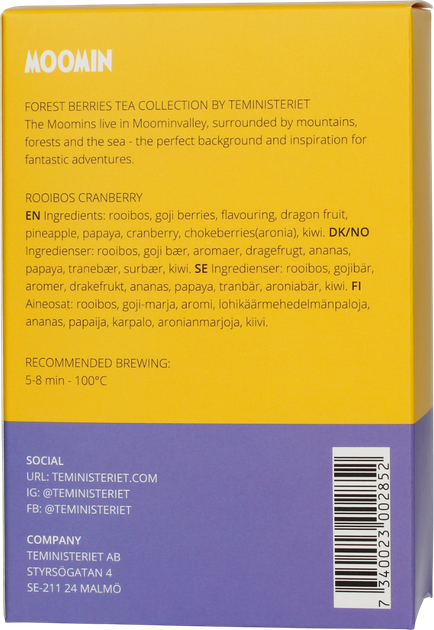 MOOMIN
FOREST BERRIES TEA COLLECTION BY TEMINISTERIET
The Moomins live in Moominvalley, surrounded by mountains,
forests and the sea - the perfect background and inspiration for
fantastic adventures.
ROOIBOS CRANBERRY
EN Ingredients: rooibos, goji berries, flavouring, dragon fruit,
pineapple, papaya, cranberry, chokeberries(aronia), kiwi. DK/NO
Ingredienser: rooibos, goji bær, aromaer, dragefrugt, ananas,
papaya, tranebær, surbær, kiwi. SE Ingredienser: rooibos, gojibär,
aromer, drakefrukt, ananas, papaya, tranbär, aroniabär, kiwi. FI
Aineosat: rooibos, goji-marja, aromi, lohikäärmehedelmänpaloja,
ananas, papaija, karpalo, aronianmarjoja, kiivi.
RECOMMENDED BREWING:
5-8 min - 100°C
SOCIAL
URL: TEMINISTERIET.COM
IG: @TEMINISTERIET
FB: @TEMINISTERIET
COMPANY
TEMINISTERIET AB
STYRSÖGATAN 4
SE-211 24 MALMÖ
7 340023 002852